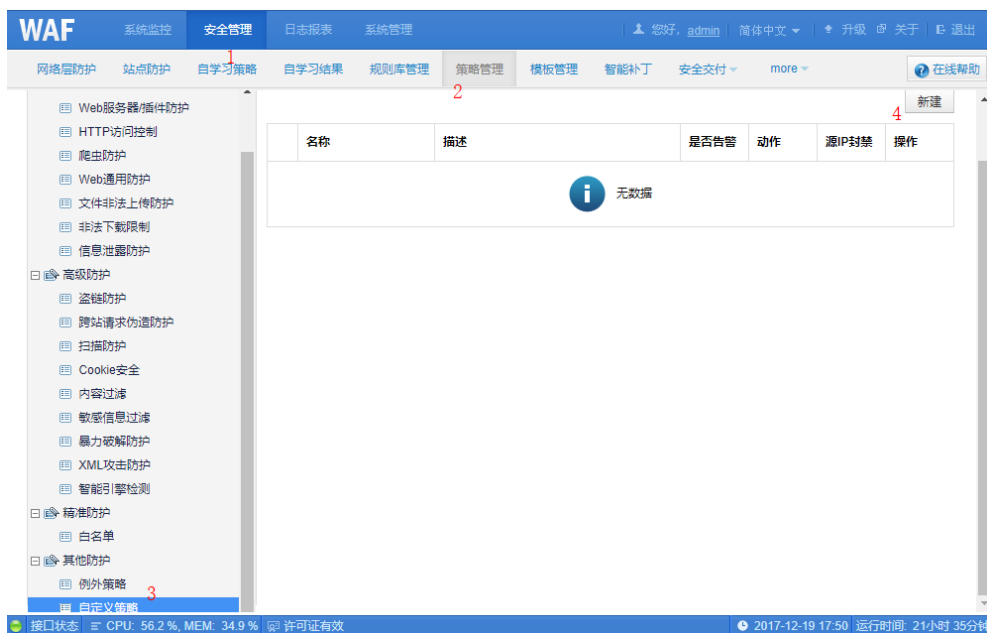 WAF 系统监控 安全管理 日志报表 系统管理 您好, admin 简体中文 升级 关于 退出
1
网络层防护 站点防护 自学习策略 自学习结果 规则库管理 策略管理 模板管理 智能补丁 安全交付 more 在线帮助
2
新建
4
名称 描述 是否告警 动作 源IP封禁 操作
无数据
Web服务器/插件防护
HTTP访问控制
爬虫防护
Web通用防护
文件非法上传防护
非法下载限制
信息泄露防护
高级防护
盗链防护
跨站请求伪造防护
扫描防护
Cookie安全
内容过滤
敏感信息过滤
暴力破解防护
XML攻击防护
智能引擎检测
精准防护
白名单
其他防护
例外策略
3
自定义策略
接口状态 CPU: 56.2 %, MEM: 34.9 % 许可证有效 2017-12-19 17:50 运行时间: 21小时 35分钟